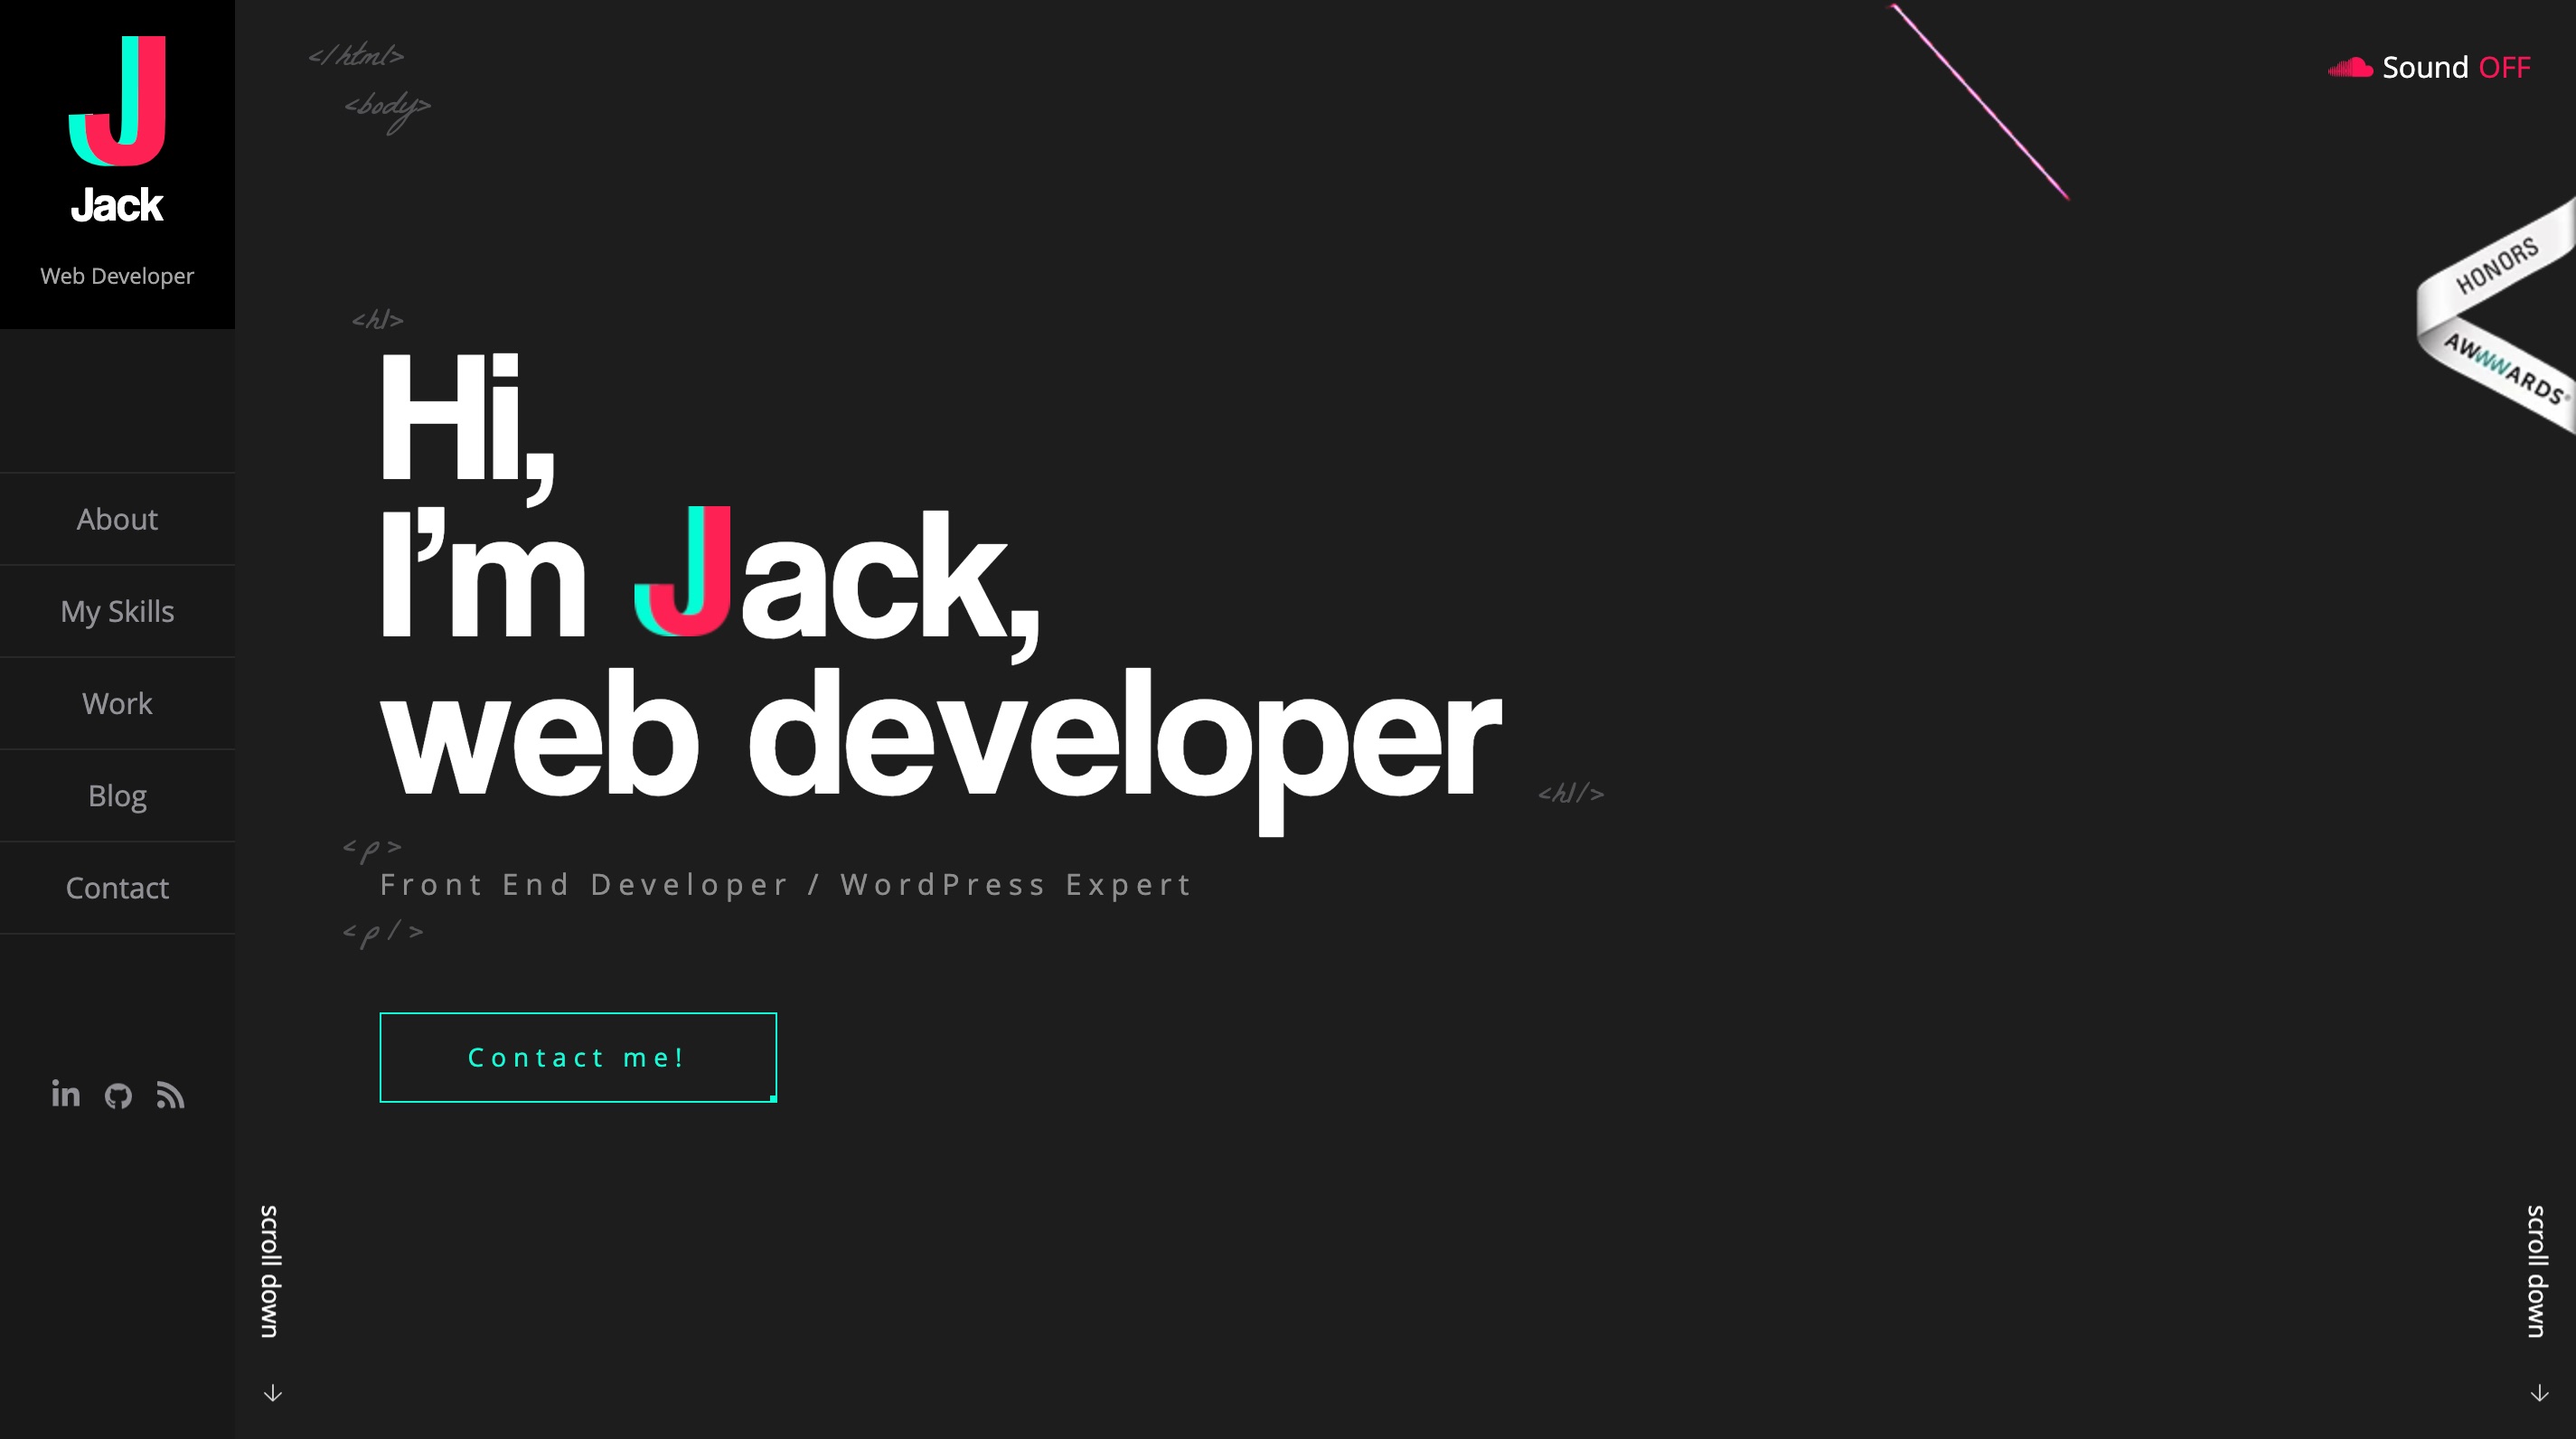 J
Jack
Web Developer
About
My Skills
Work
Blog
Contact
in
</html>
<body>
Sound OFF
HONORS
AWWWARDS®
<h1>
Hi,
I’m Jack,
web developer
<h1/>
<p>
Front End Developer / WordPress Expert
<p/>
Contact me!
scroll down
scroll down